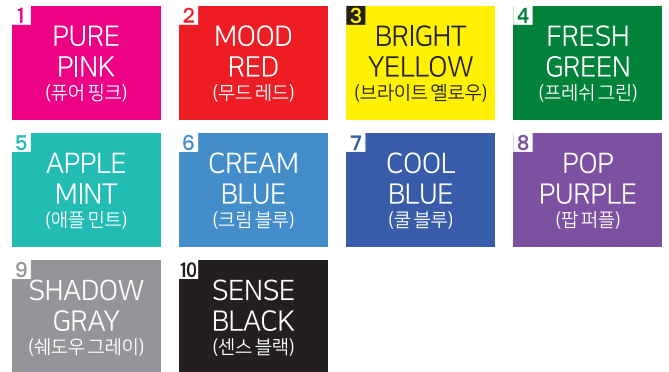 1
PURE
PINK
(퓨어 핑크)
2
MOOD
RED
(무드 레드)
3
BRIGHT
YELLOW
(브라이트 옐로우)
4
FRESH
GREEN
(프레쉬 그린)
5
APPLE
MINT
(애플 민트)
6
CREAM
BLUE
(크림 블루)
7
COOL
BLUE
(쿨 블루)
8
POP
PURPLE
(팝 퍼플)
9
SHADOW
GRAY
(쉐도우 그레이)
10
SENSE
BLACK
(센스 블랙)